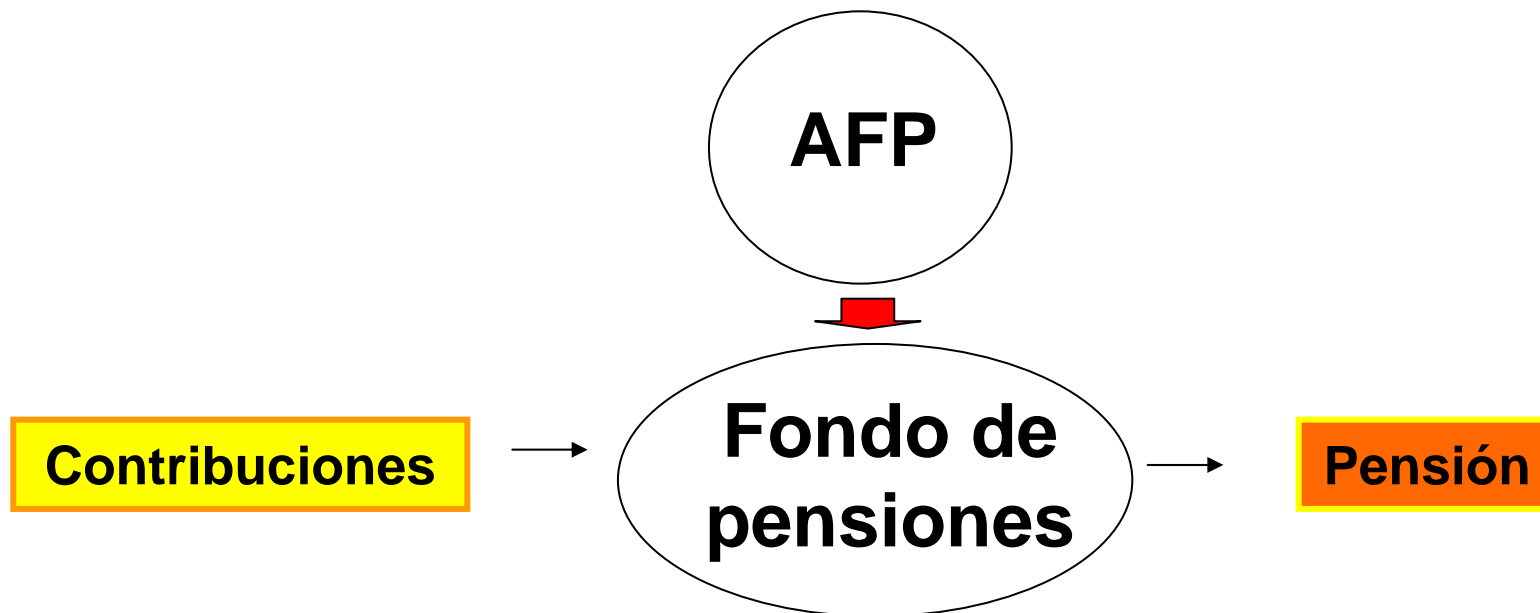 AFP
Contribuciones
Fondo de
pensiones
Pensión